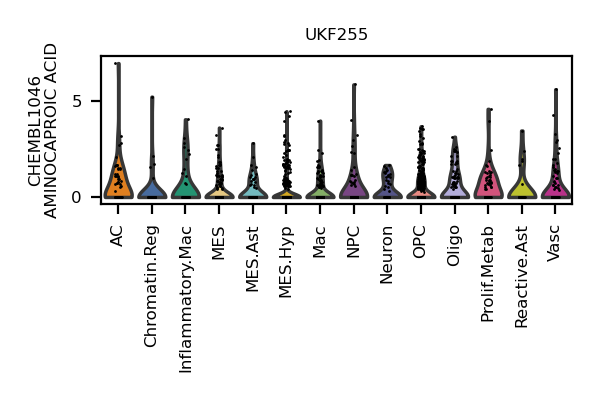 UKF255
CHEMBL1046
AMINOCAPROIC ACID
5
0
AC
Chromatin.Reg
Inflammatory.Mac
MES
MES.Ast
MES.Hyp
Mac
NPC
Neuron
OPC
Oligo
Prolif.Metab
Reactive.Ast
Vasc